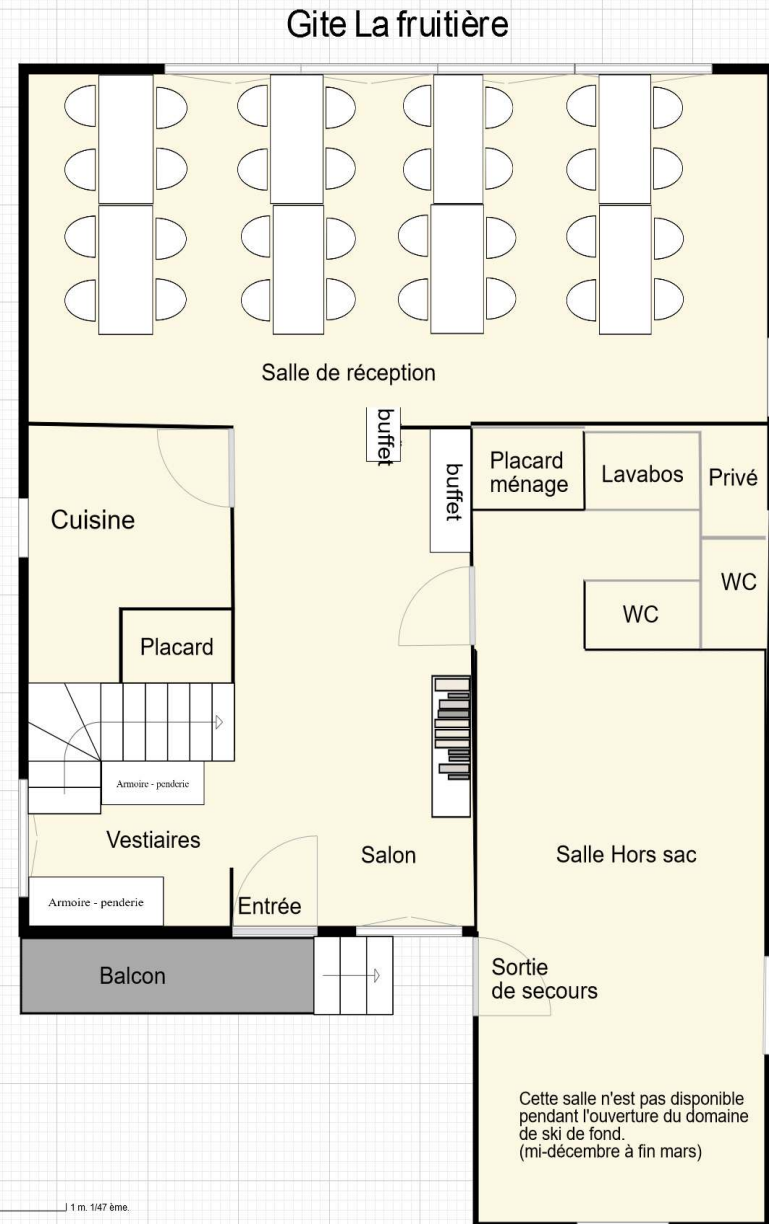 Gite La fruitière
Salle de réception
buffet
buffet
Placard
ménage
Lavabos
Privé
Cuisine
WC
WC
Placard
Armoire - penderie
Vestiaires
Salon
Salle Hors sac
Armoire - penderie
Entrée
Balcon
Sortie
de secours
Cette salle n'est pas disponible
pendant l'ouverture du domaine
de ski de fond.
(mi-décembre à fin mars)
1 m. 1/47 ème.